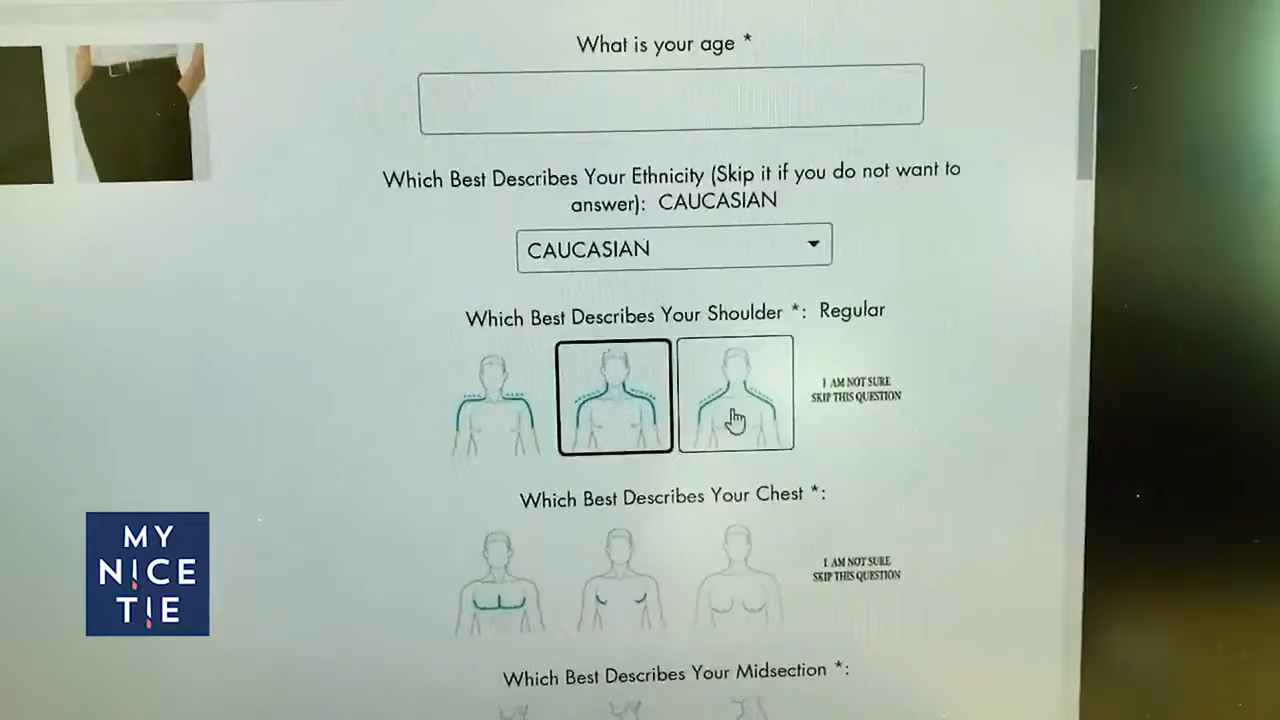 What is your age *
Which Best Describes Your Ethnicity (Skip it if you do not want to
answer): CAUCASIAN
CAUCASIAN
Which Best Describes Your Shoulder *: Regular
I AM NOT SURE
SKIP THIS QUESTION
Which Best Describes Your Chest *:
I AM NOT SURE
SKIP THIS QUESTION
MY
NICE
TIE
Which Best Describes Your Midsection *: